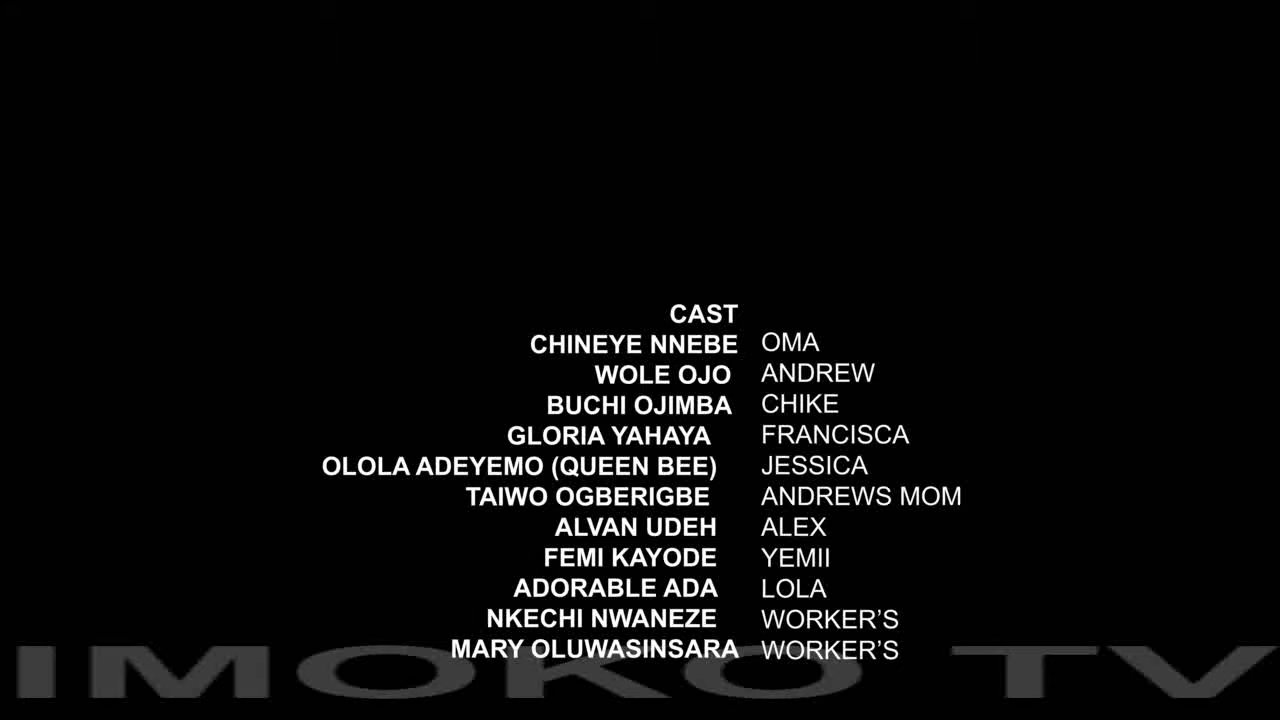 CAST
CHINEYE NNEBE OMA
WOLE OJO ANDREW
BUCHI OJIMBA CHIKE
GLORIA YAHAYA FRANCISCA
OLOLA ADEYEMO (QUEEN BEE) JESSICA
TAIWO OGBERIGBE ANDREWS MOM
ALVAN UDEH ALEX
FEMI KAYODE YEMII
ADORABLE ADA LOLA
NKECHI NWANEZE WORKER’S
MARY OLUWASINSARA WORKER’S
IMOKO TV